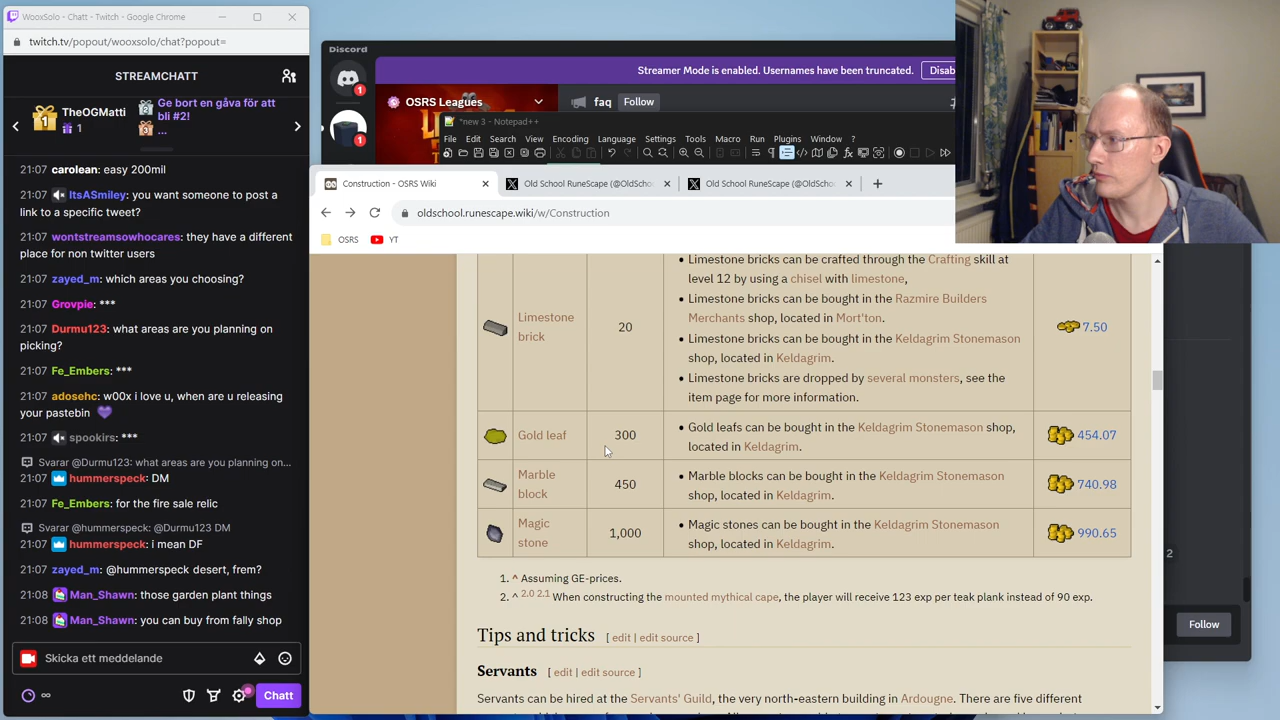 WooxSolo - Chatt - Twitch - Google Chrome
twitch.tv/popout/wooxsolo/chat?popout=
STREAMCHATT
TheOGMatti
1
Ge bort en gåva för att
bli #2!
...
21:07 carolean: easy 200mil
21:07 ItsASmiley: you want someone to post a
link to a specific tweet?
21:07 wontstreamsowhocares: they have a different
place for non twitter users
21:07 zayed_m: which areas you choosing?
21:07 Grovpie: ***
21:07 Durmu123: what areas are you planning on
picking?
21:07 Fe_Embers: ***
21:07 adosehc: w00x i love u, when are u releasing
your pastebin
21:07 spookirs: ***
Svarar @Durmu123: what areas are you planning on...
21:07 hummerspeck: DM
21:07 Fe_Embers: for the fire sale relic
Svarar @hummerspeck: @Durmu123 DM
21:07 hummerspeck: i mean DF
21:07 zayed_m: @hummerspeck desert, frem?
21:08 Man_Shawn: those garden plant things
21:08 Man_Shawn: you can buy from fally shop
Skicka ett meddelande
∞
Chatt
Discord
1
1
Streamer Mode is enabled. Usernames have been truncated.
Disab
OSRS Leagues
faq
Follow
*new 3 - Notepad++
File Edit Search View Encoding Language Settings Tools Macro Run Plugins Window ?
Construction - OSRS Wiki
Old School RuneScape (@OldScho
Old School RuneScape (@OldScho
oldschool.runescape.wiki/w/Construction
OSRS
YT
Limestone brick
20
Limestone bricks can be crafted through the Crafting skill at
level 12 by using a chisel with limestone,
Limestone bricks can be bought in the Razmire Builders
Merchants shop, located in Mort'ton.
Limestone bricks can be bought in the Keldagrim Stonemason
shop, located in Keldagrim.
Limestone bricks are dropped by several monsters, see the
item page for more information.
7.50
Gold leaf
300
Gold leafs can be bought in the Keldagrim Stonemason shop,
located in Keldagrim.
454.07
Marble
block
450
Marble blocks can be bought in the Keldagrim Stonemason
shop, located in Keldagrim.
740.98
Magic
stone
1,000
Magic stones can be bought in the Keldagrim Stonemason
shop, located in Keldagrim.
990.65
1. ^ Assuming GE-prices.
2. ^ 2.0 2.1 When constructing the mounted mythical cape, the player will receive 123 exp per teak plank instead of 90 exp.
Tips and tricks [ edit | edit source ]
Servants [ edit | edit source ]
Servants can be hired at the Servants' Guild, the very north-eastern building in Ardougne. There are five different
2
Follow